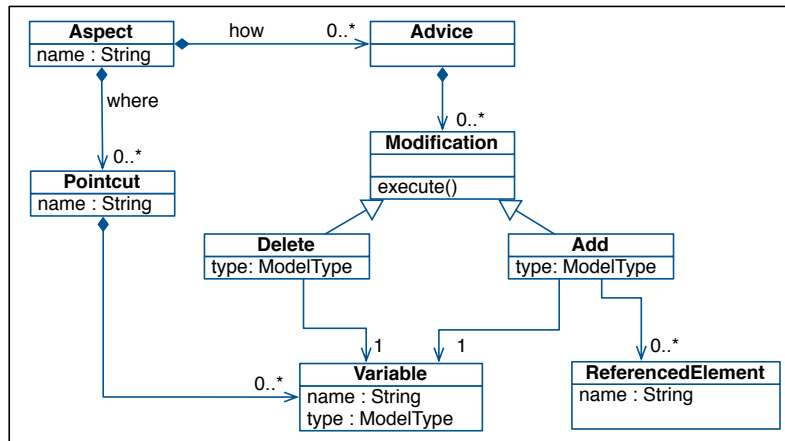 Aspect
name : String
how
0..*
Advice
where
0..*
0..*
Modification
execute()
Pointcut
name : String
Delete
type: ModelType
Add
type: ModelType
1
1
0..*
0..*
Variable
name : String
type : ModelType
ReferencedElement
name : String